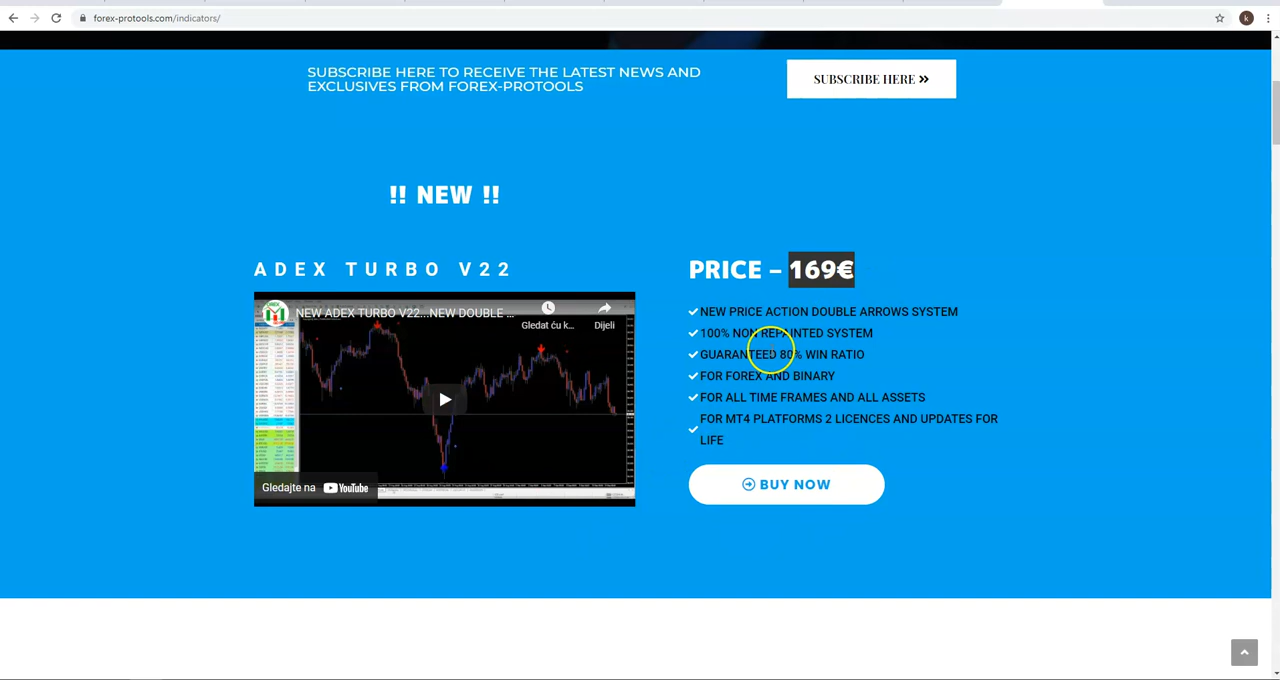 forex-protools.com/indicators/
k
SUBSCRIBE HERE TO RECEIVE THE LATEST NEWS AND
EXCLUSIVES FROM FOREX-PROTOOLS
SUBSCRIBE HERE »
!! NEW !!
ADEX TURBO V22
PRICE – 169€
NEW ADEX TURBO V22...NEW DOUBLE ...
Gledat ću k...
Dijeli
NEW PRICE ACTION DOUBLE ARROWS SYSTEM
100% NON REPAINTED SYSTEM
GUARANTEED 80% WIN RATIO
FOR FOREX AND BINARY
FOR ALL TIME FRAMES AND ALL ASSETS
FOR MT4 PLATFORMS 2 LICENCES AND UPDATES FOR
LIFE
Gledajte na YouTube
BUY NOW